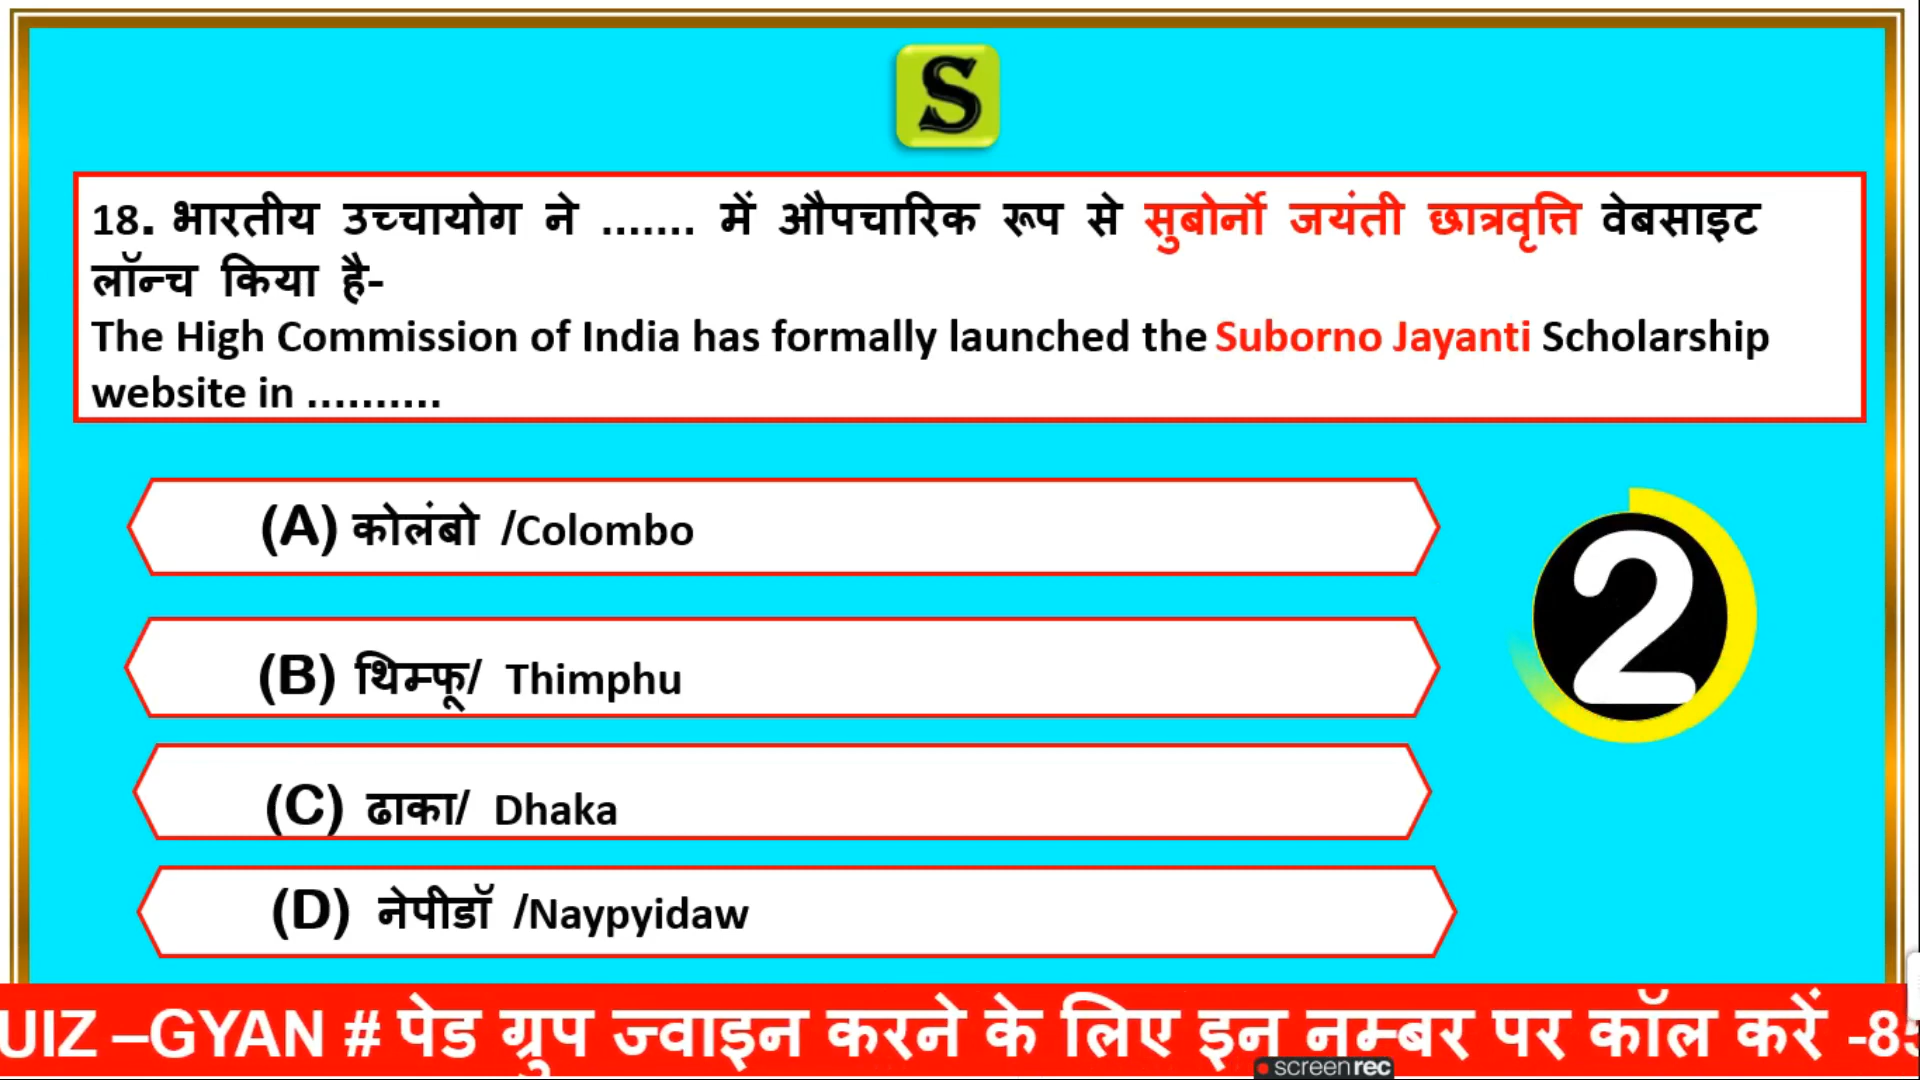 S
18. भारतीय उच्चायोग ने ....... में औपचारिक रूप से सुबोर्नो जयंती छात्रवृत्ति वेबसाइट
लॉन्च किया है-
The High Commission of India has formally launched the Suborno Jayanti Scholarship
website in ..........
(A) कोलंबो /Colombo
(B) थिम्फू/ Thimphu
2
(C) ढाका/ Dhaka
(D) नेपीडॉ /Naypyidaw
UIZ –GYAN # पेड ग्रुप ज्वाइन करने के लिए इन नम्बर पर कॉल करें -8
screenrec